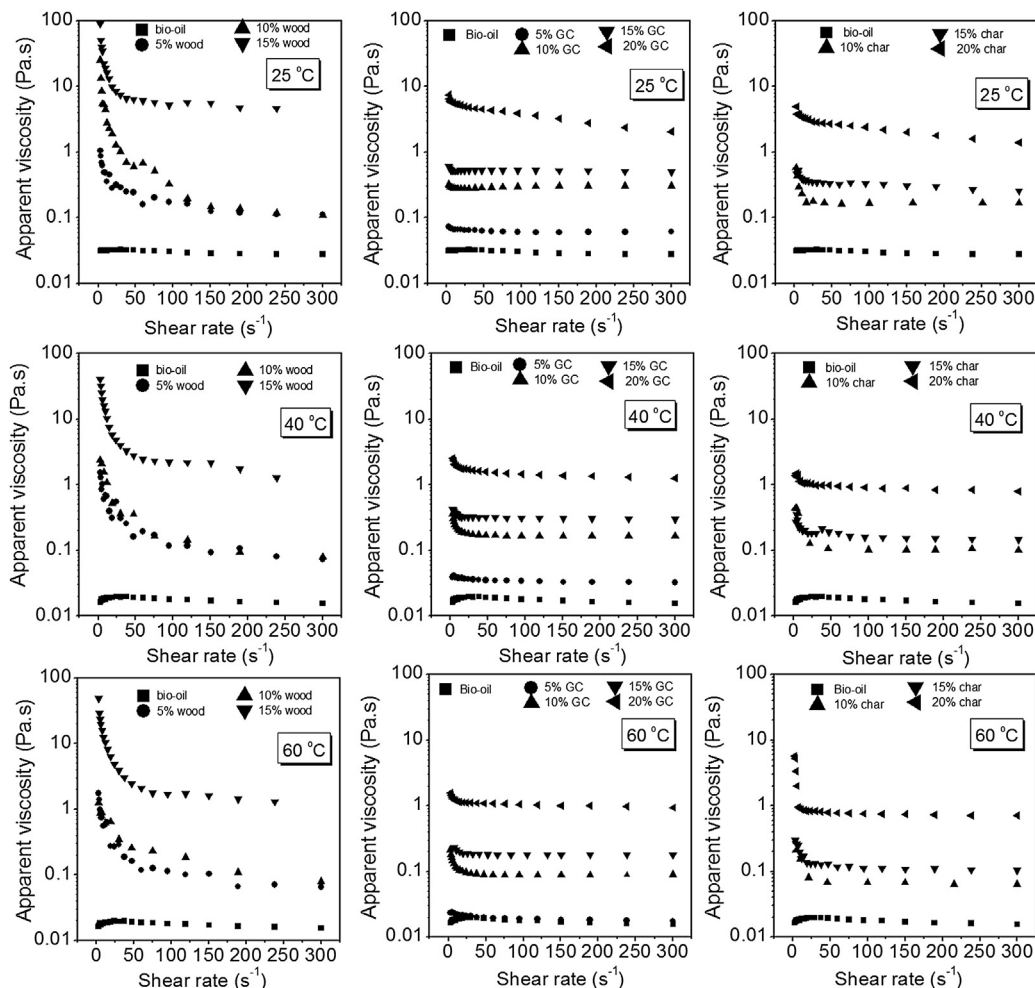 100
10
1
0.1
0.01
Apparent viscosity (Pa.s)
bio-oil
5% wood
10% wood
15% wood
25 °C
0 50 100 150 200 250 300
Shear rate (s⁻¹)
100
10
1
0.1
0.01
Apparent viscosity (Pa.s)
Bio-oil
5% GC
10% GC
15% GC
20% GC
25 °C
0 50 100 150 200 250 300
Shear rate (s⁻¹)
100
10
1
0.1
0.01
Apparent viscosity (Pa.s)
bio-oil
10% char
15% char
20% char
25 °C
0 50 100 150 200 250 300
Shear rate (s⁻¹)
100
10
1
0.1
0.01
Apparent viscosity (Pa.s)
bio-oil
5% wood
10% wood
15% wood
40 °C
0 50 100 150 200 250 300
Shear rate (s⁻¹)
100
10
1
0.1
0.01
Apparent viscosity (Pa.s)
Bio-oil
5% GC
10% GC
15% GC
20% GC
40 °C
0 50 100 150 200 250 300
Shear rate (s⁻¹)
100
10
1
0.1
0.01
Apparent viscosity (Pa.s)
bio-oil
10% char
15% char
20% char
40 °C
0 50 100 150 200 250 300
Shear rate (s⁻¹)
100
10
1
0.1
0.01
Apparent viscosity (Pa.s)
bio-oil
5% wood
10% wood
15% wood
60 °C
0 50 100 150 200 250 300
Shear rate (s⁻¹)
100
10
1
0.1
0.01
Apparent viscosity (Pa.s)
Bio-oil
5% GC
10% GC
15% GC
20% GC
60 °C
0 50 100 150 200 250 300
Shear rate (s⁻¹)
100
10
1
0.1
0.01
Apparent viscosity (Pa.s)
Bio-oil
10% char
15% char
20% char
60 °C
0 50 100 150 200 250 300
Shear rate (s⁻¹)